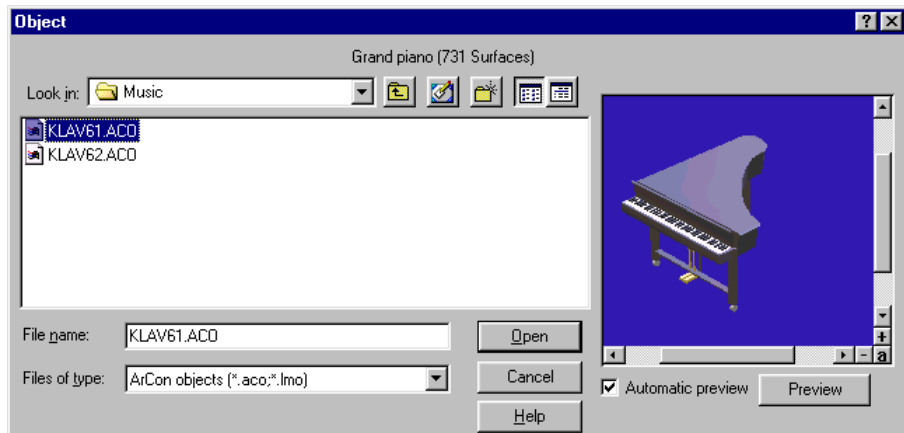 Object
Grand piano (731 Surfaces)
Look in: Music
KLAV61.ACO
KLAV62.ACO
File name: KLAV61.ACO
Open
Files of type: ArCon objects (*.aco;*.lmo)
Cancel
Help
+
- a
Automatic preview
Preview